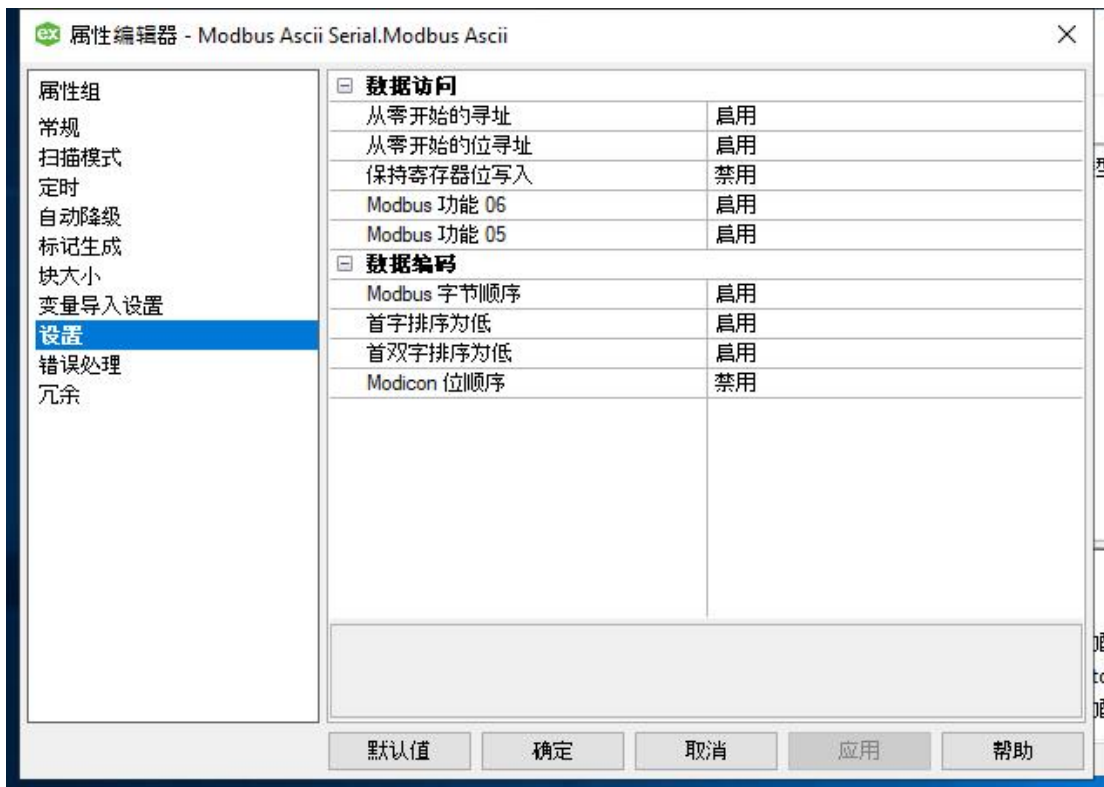 ex 属性编辑器 - Modbus Ascii Serial.Modbus Ascii
属性组
常规
扫描模式
定时
自动降级
标记生成
块大小
变量导入设置
设置
错误处理
冗余
数据访问
从零开始的寻址 启用
从零开始的位寻址 启用
保持寄存器位写入 禁用
Modbus 功能 06 启用
Modbus 功能 05 启用
数据编码
Modbus 字节顺序 启用
首字排序为低 启用
首双字排序为低 启用
Modicon 位顺序 禁用
默认值 确定 取消 应用 帮助